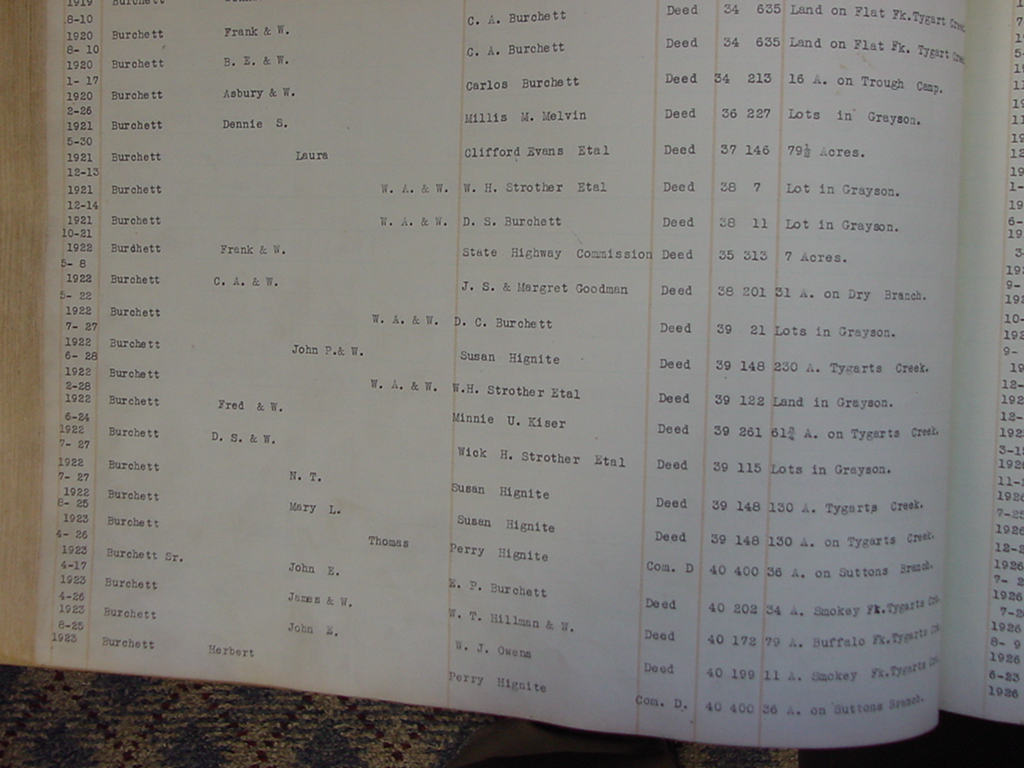 1919 Burchett
8-10
1920 Burchett Frank & W. C. A. Burchett Deed 34 635 Land on Flat Fk.Tygart
8- 10
1920 Burchett B. E. & W. C. A. Burchett Deed 34 635 Land on Flat Fk. Tygart
1- 17
1920 Burchett Asbury & W. Carlos Burchett Deed 34 213 16 A. on Trough Camp.
2-26
1921 Burchett Dennie S. Millis M. Melvin Deed 36 227 Lots in Grayson.
5-30
1921 Burchett Laura Clifford Evans Etal Deed 37 146 79½ Acres.
12-13
1921 Burchett W. A. & W. W. H. Strother Etal Deed 38 7 Lot in Grayson.
12-14
1921 Burchett W. A. & W. D. S. Burchett Deed 38 11 Lot in Grayson.
10-21
1922 Burdhett Frank & W. State Highway Commission Deed 35 313 7 Acres.
5- 8
1922 Burchett C. A. & W. J. S. & Margret Goodman Deed 38 201 31 A. on Dry Branch.
5- 22
1922 Burchett W. A. & W. D. C. Burchett Deed 39 21 Lots in Grayson.
7- 27
1922 Burchett John P.& W. Susan Hignite Deed 39 148 230 A. Tygarts Creek.
6- 28
1922 Burchett W. A. & W. W.H. Strother Etal Deed 39 122 Land in Grayson.
2-28
1922 Burchett Fred & W. Minnie U. Kiser Deed 39 261 61¾ A. on Tygarts Creek.
6-24
1922 Burchett D. S. & W. Wick H. Strother Etal Deed 39 115 Lots in Grayson.
7- 27
1922 Burchett N. T. Susan Hignite Deed 39 148 130 A. Tygarts Creek.
7- 27
1922 Burchett Mary L. Susan Hignite Deed 39 148 130 A. on Tygarts Creek.
8- 25
1923 Burchett Thomas Perry Hignite Com. D 40 400 36 A. on Suttons Branch.
4- 26
1923 Burchett Sr. John E. E. P. Burchett Deed 40 202 34 A. Smokey Fk.Tygarts
4-17
1923 Burchett James & W. W. T. Hillman & W. Deed 40 172 79 A. Buffalo Fk.Tygarts
4-26
1923 Burchett John E. W. J. Owens Deed 40 199 11 A. Smokey Fk.Tygarts
6-25
1923 Burchett Herbert Perry Hignite Com. D. 40 400 36 A. on Suttons Branch.